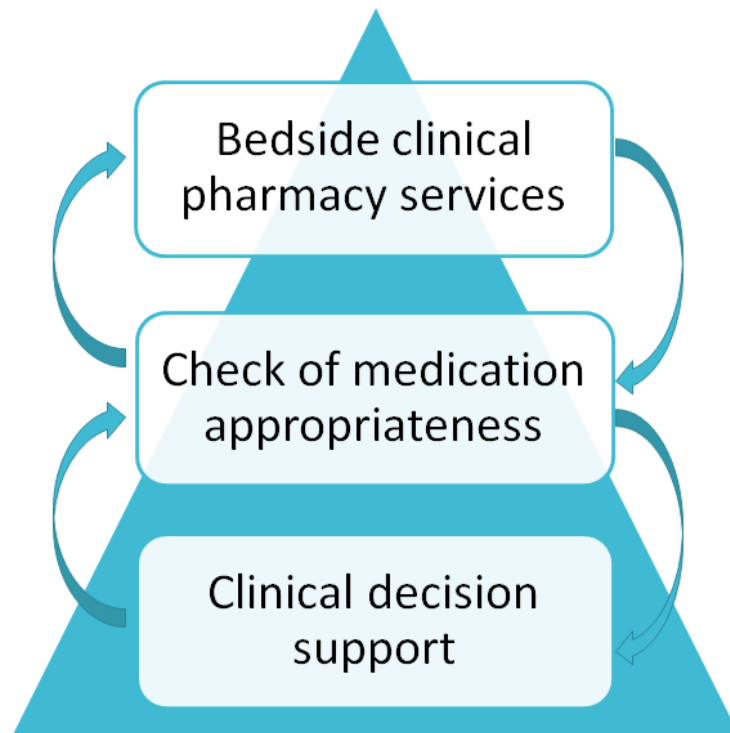 Bedside clinical
pharmacy services
Check of medication
appropriateness
Clinical decision
support